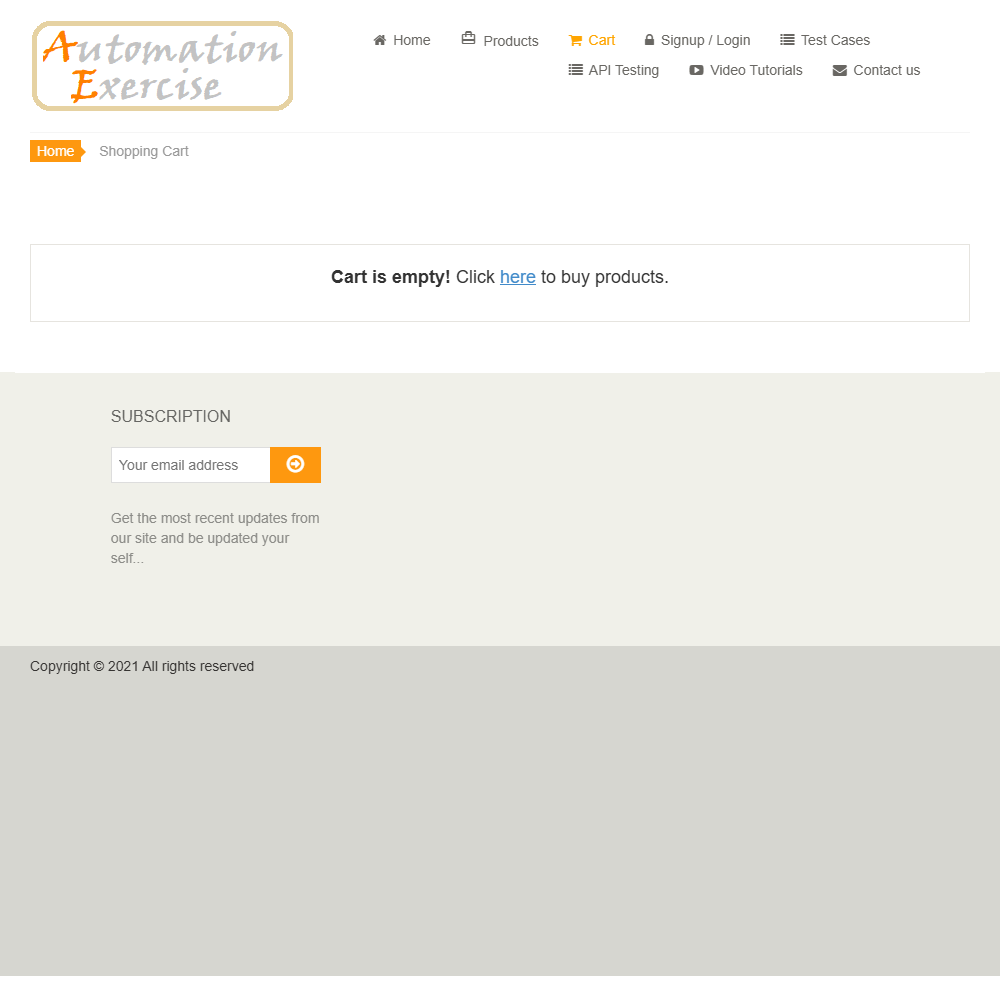 Automation
Exercise
Home Products Cart Signup / Login Test Cases
API Testing Video Tutorials Contact us
Home Shopping Cart
Cart is empty! Click here to buy products.
SUBSCRIPTION
Your email address
Get the most recent updates from
our site and be updated your
self...
Copyright © 2021 All rights reserved